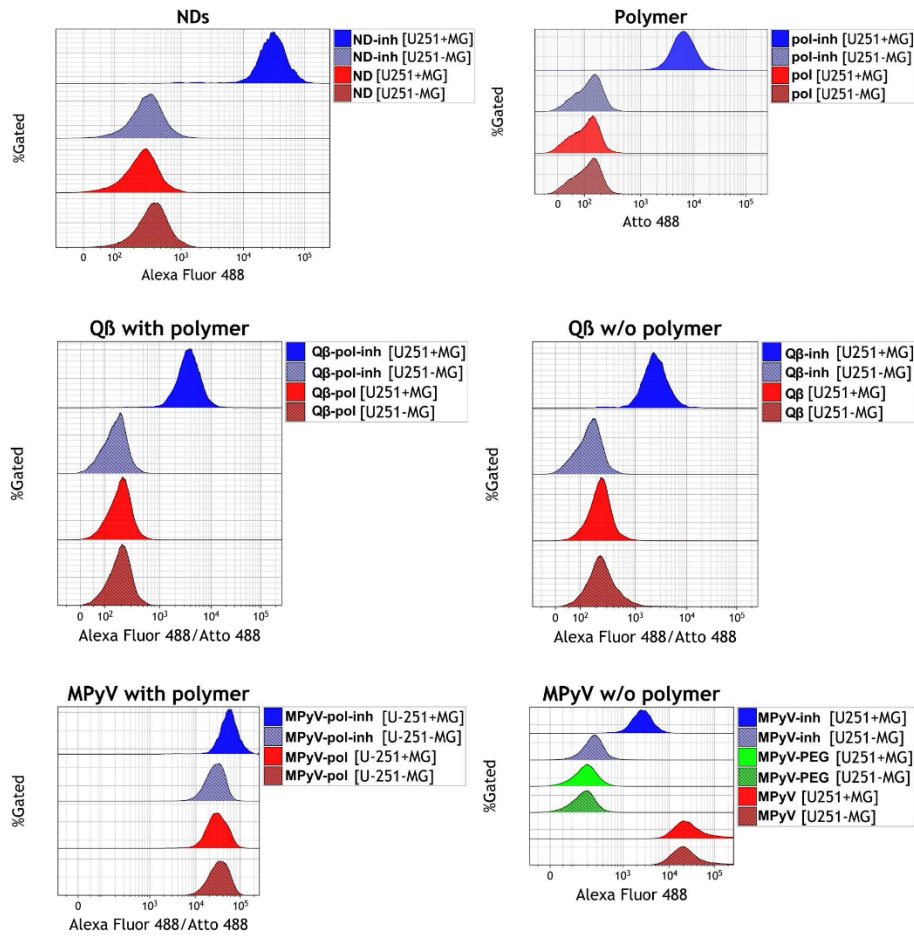 NDs
%Gated
ND-inh [U251+MG]
ND-inh [U251-MG]
ND [U251+MG]
ND [U251-MG]
0 10² 10³ 10⁴ 10⁵
Alexa Fluor 488
Polymer
%Gated
pol-inh [U251+MG]
pol-inh [U251-MG]
pol [U251+MG]
pol [U251-MG]
0 10² 10³ 10⁴ 10⁵
Atto 488
Qß with polymer
%Gated
Qβ-pol-inh [U251+MG]
Qβ-pol-inh [U251-MG]
Qβ-pol [U251+MG]
Qβ-pol [U251-MG]
0 10² 10³ 10⁴ 10⁵
Alexa Fluor 488/Atto 488
Qß w/o polymer
%Gated
Qβ-inh [U251+MG]
Qβ-inh [U251-MG]
Qβ [U251+MG]
Qβ [U251-MG]
0 10² 10³ 10⁴ 10⁵
Alexa Fluor 488/Atto 488
MPyV with polymer
%Gated
MPyV-pol-inh [U-251+MG]
MPyV-pol-inh [U-251-MG]
MPyV-pol [U-251+MG]
MPyV-pol [U-251-MG]
0 10³ 10⁴ 10⁵
Alexa Fluor 488/Atto 488
MPyV w/o polymer
%Gated
MPyV-inh [U251+MG]
MPyV-inh [U251-MG]
MPyV-PEG [U251+MG]
MPyV-PEG [U251-MG]
MPyV [U251+MG]
MPyV [U251-MG]
0 10³ 10⁴ 10⁵
Alexa Fluor 488